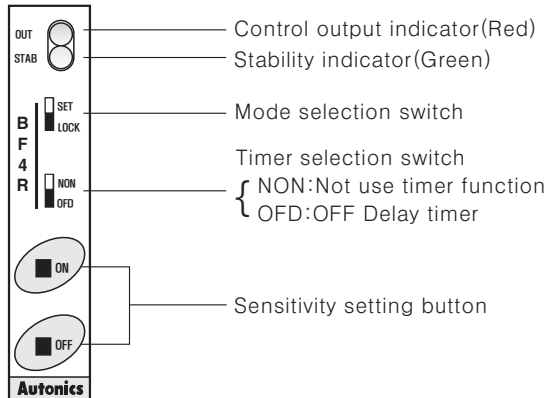 OUT
STAB
Control output indicator(Red)
Stability indicator(Green)
SET
LOCK
Mode selection switch
BF4R
Timer selection switch
NON
OFD
NON:Not use timer function
OFD:OFF Delay timer
ON
OFF
Sensitivity setting button
Autonics